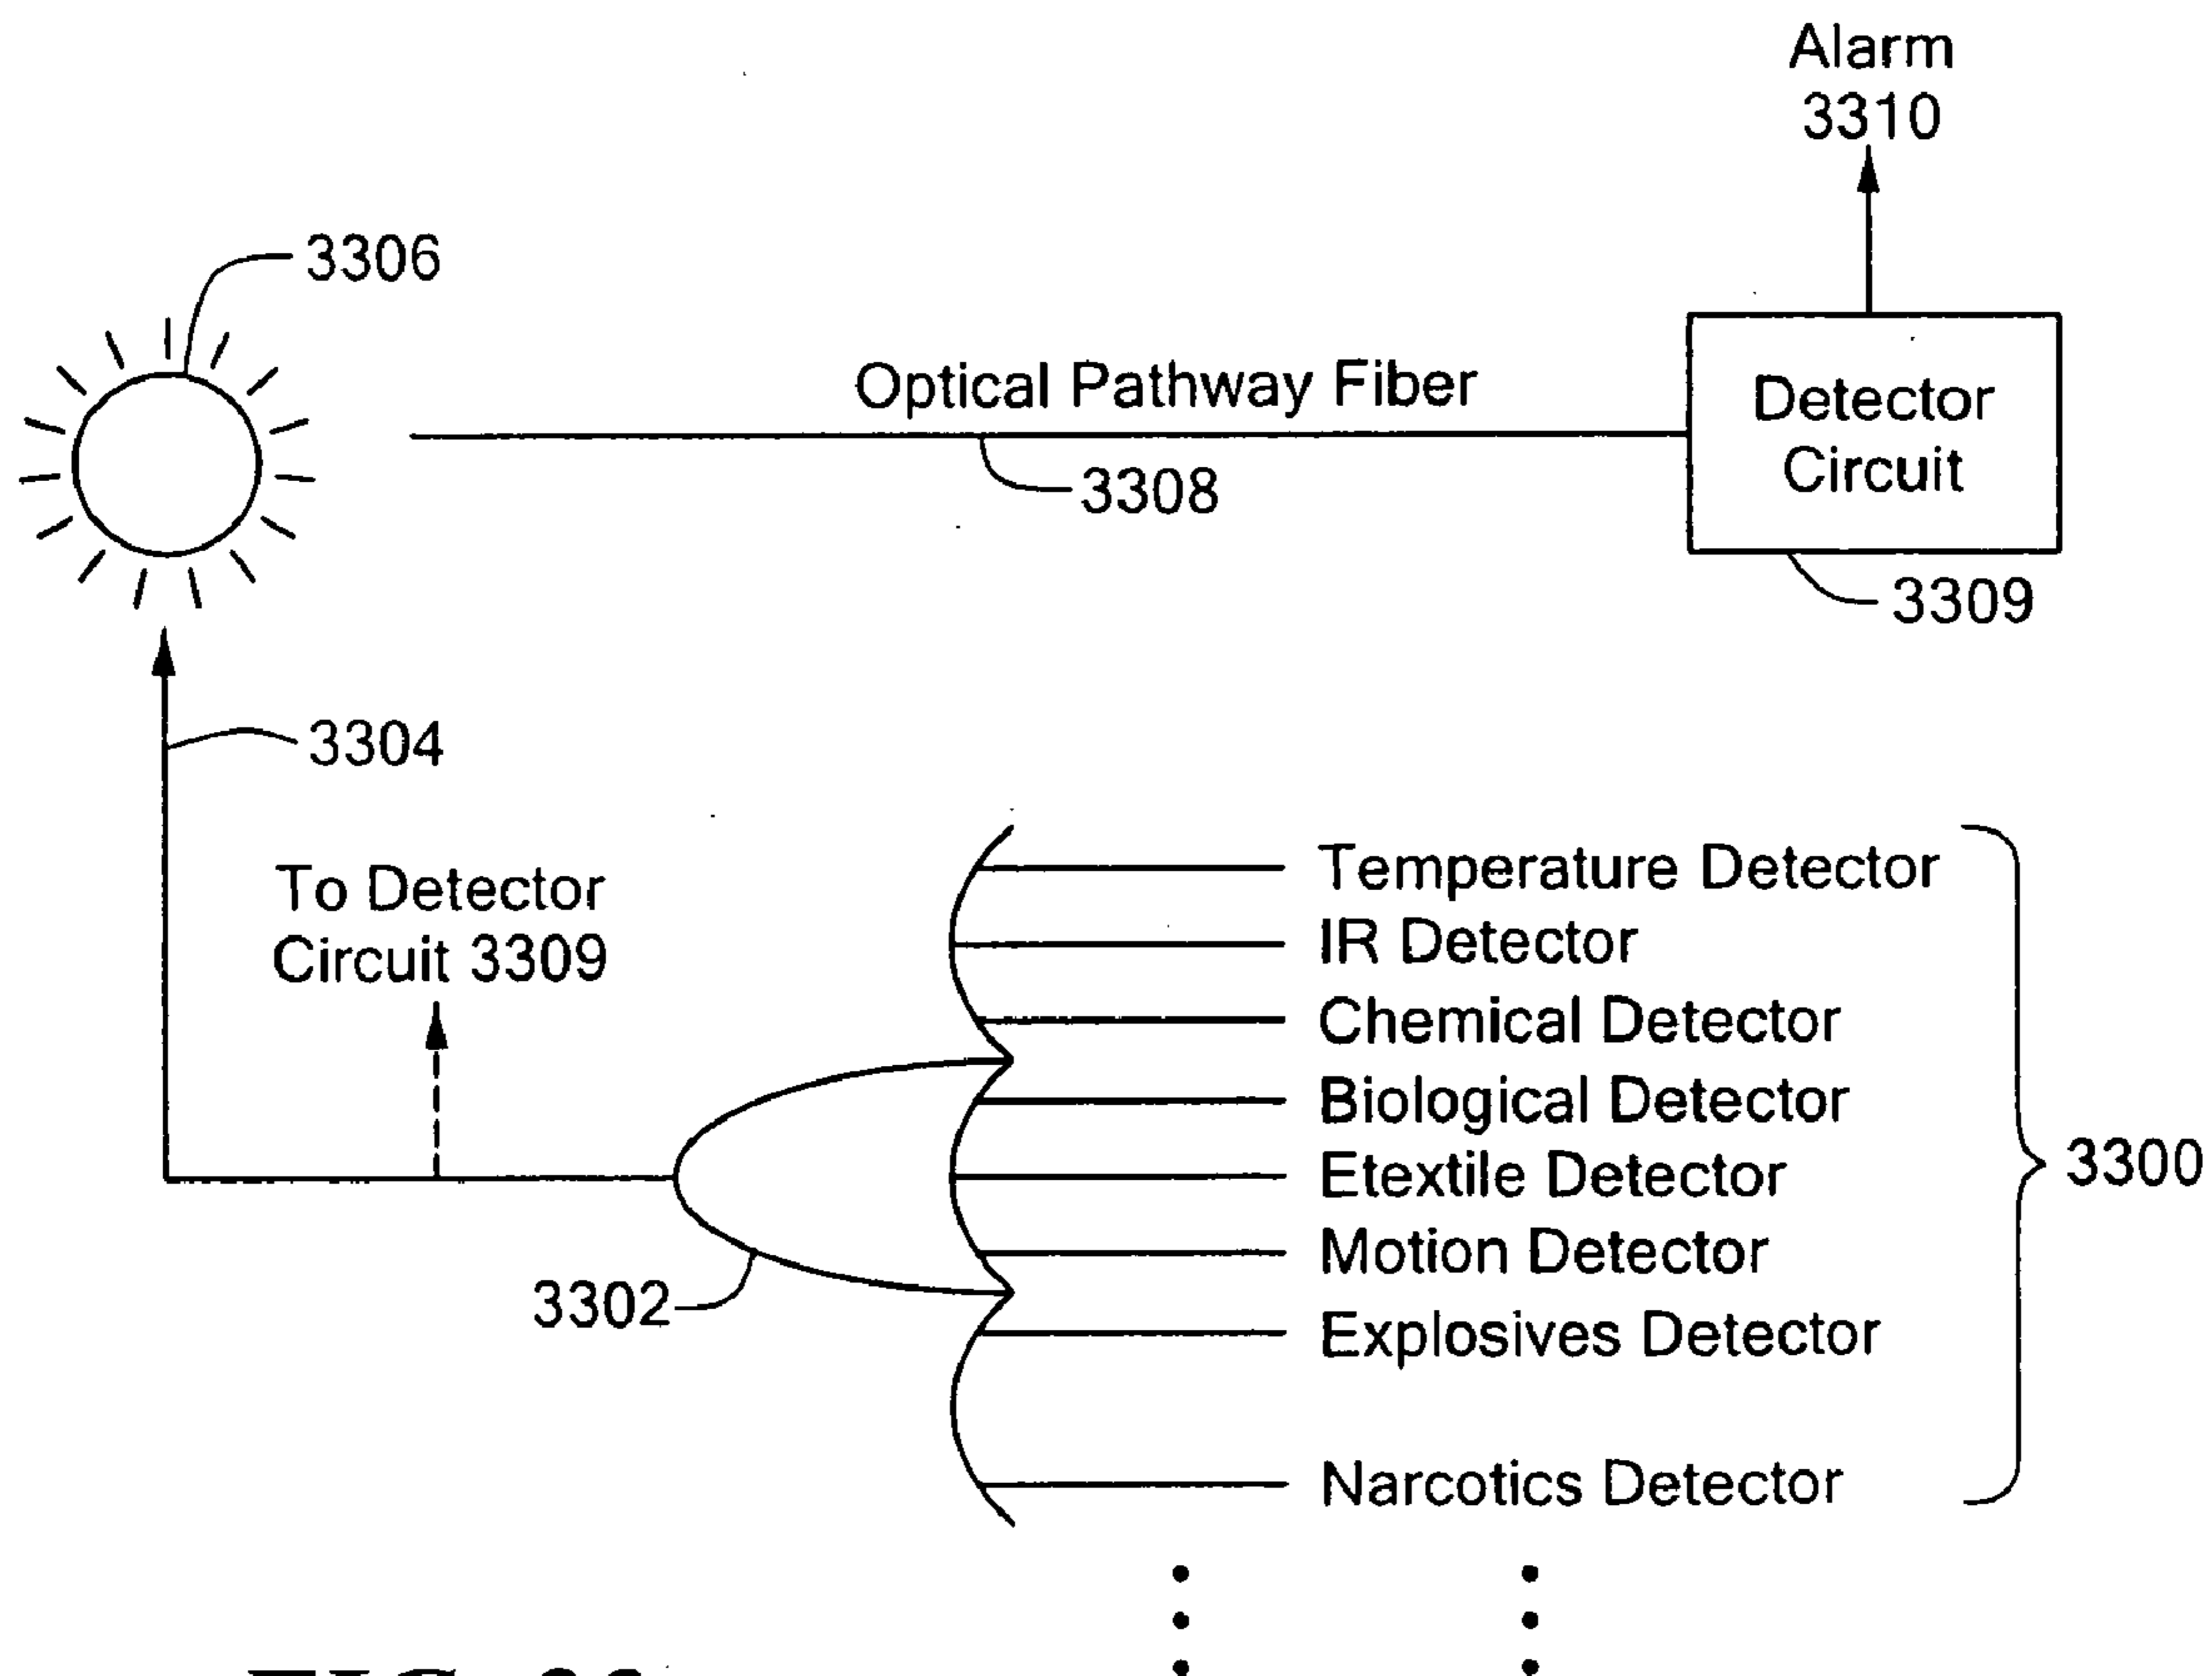 Alarm
3310
3306
Optical Pathway Fiber
3308
Detector
Circuit
3309
3304
To Detector
Circuit 3309
Temperature Detector
IR Detector
Chemical Detector
Biological Detector
Etextile Detector
Motion Detector
Explosives Detector
Narcotics Detector
3300
3302